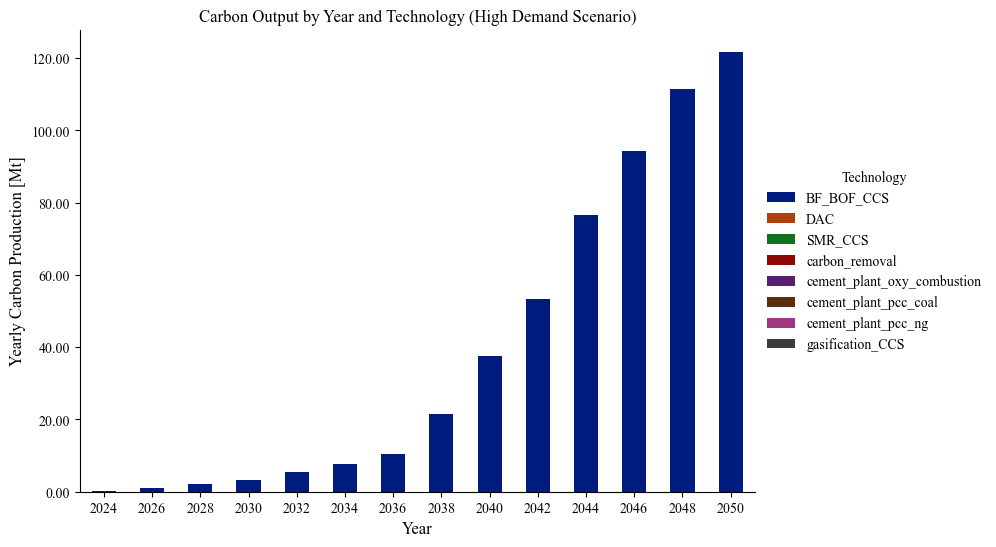 Carbon Output by Year and Technology (High Demand Scenario)
Yearly Carbon Production [Mt]
120.00
100.00
80.00
60.00
40.00
20.00
0.00
2024 2026 2028 2030 2032 2034 2036 2038 2040 2042 2044 2046 2048 2050
Year
Technology
BF_BOF_CCS
DAC
SMR_CCS
carbon_removal
cement_plant_oxy_combustion
cement_plant_pcc_coal
cement_plant_pcc_ng
gasification_CCS